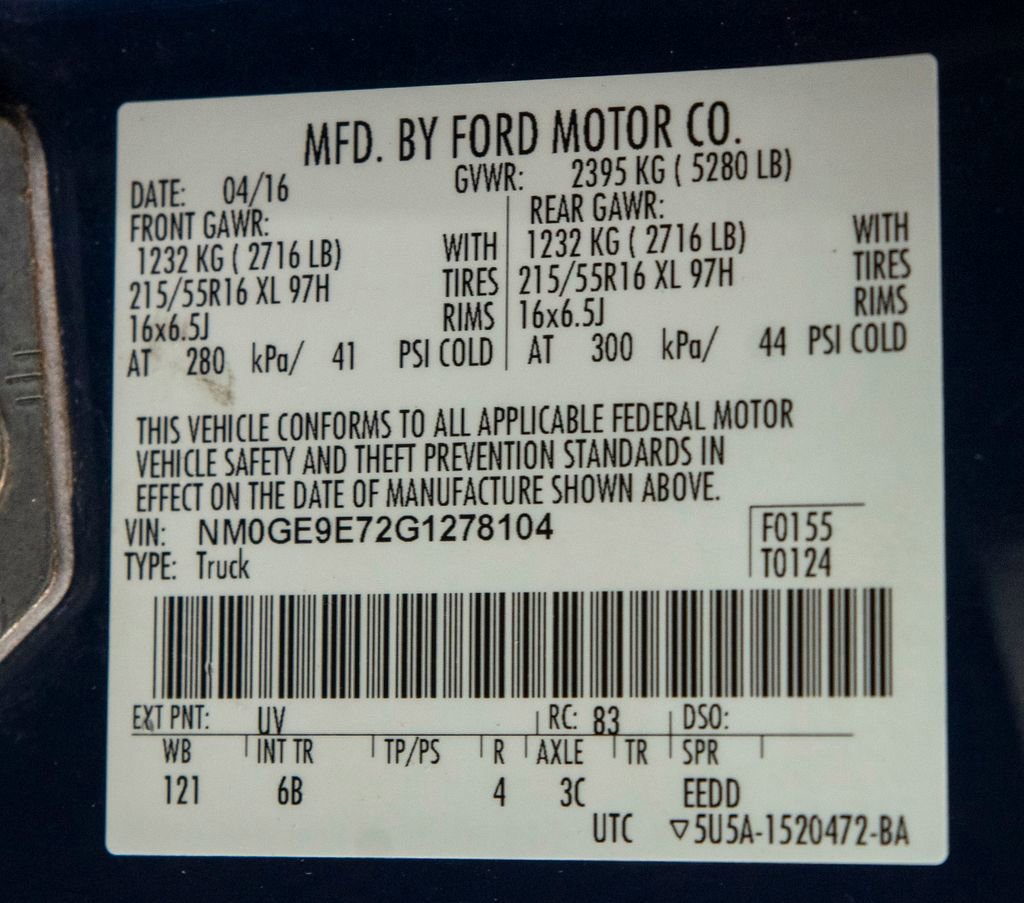 MFD. BY FORD MOTOR CO.
DATE: 04/16 GVWR: 2395 KG ( 5280 LB)
FRONT GAWR:
1232 KG ( 2716 LB) WITH
215/55R16 XL 97H TIRES
16x6.5J RIMS
AT 280 kPa/ 41 PSI COLD
REAR GAWR:
1232 KG ( 2716 LB) WITH
215/55R16 XL 97H TIRES
16x6.5J RIMS
AT 300 kPa/ 44 PSI COLD
THIS VEHICLE CONFORMS TO ALL APPLICABLE FEDERAL MOTOR
VEHICLE SAFETY AND THEFT PREVENTION STANDARDS IN
EFFECT ON THE DATE OF MANUFACTURE SHOWN ABOVE.
VIN: NM0GE9E72G1278104 F0155
TYPE: Truck T0124
EXT PNT: UV RC: 83 DSO:
WB INT TR TP/PS R AXLE TR SPR
121 6B 4 3C EEDD
UTC ▽5U5A-1520472-BA